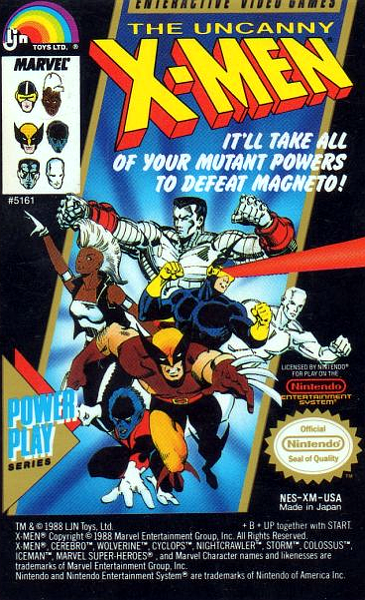 ENTERTAINING VIDEO GAMES
LJN
TOYS LTD.®
MARVEL
THE UNCANNY
X-MEN®
IT'LL TAKE ALL
OF YOUR MUTANT POWERS
TO DEFEAT MAGNETO!
#5161
LICENSED BY NINTENDO®
FOR PLAY ON THE
Nintendo
ENTERTAINMENT
SYSTEM®
POWER
PLAY
SERIES
Official
Nintendo®
Seal of Quality
TM
NES-XM-USA
Made in Japan
TM & © 1988 LJN Toys, Ltd.
+ B + UP together with START.
X-MEN® Copyright © 1988 Marvel Entertainment Group, Inc. All Rights Reserved.
X-MEN®, CEREBRO™, WOLVERINE™, CYCLOPS™, NIGHTCRAWLER™, STORM™, COLOSSUS™,
ICEMAN™, MARVEL SUPER-HEROES®, and Marvel Character names and likenesses are
trademarks of Marvel Entertainment Group, Inc.
Nintendo and Nintendo Entertainment System® are trademarks of Nintendo of America Inc.